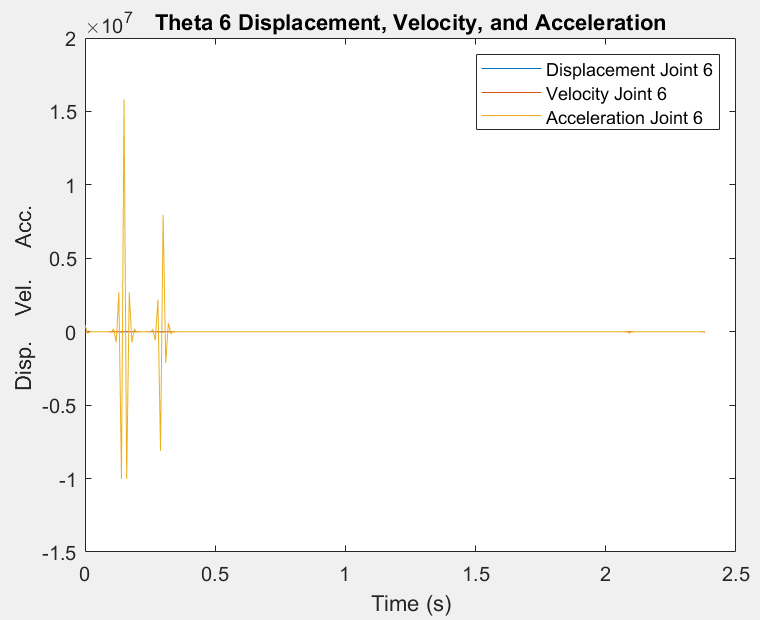 ×10⁷
Theta 6 Displacement, Velocity, and Acceleration
Displacement Joint 6
Velocity Joint 6
Acceleration Joint 6
2
1.5
1
0.5
0
-0.5
-1
-1.5
Disp. Vel. Acc.
0 0.5 1 1.5 2 2.5
Time (s)